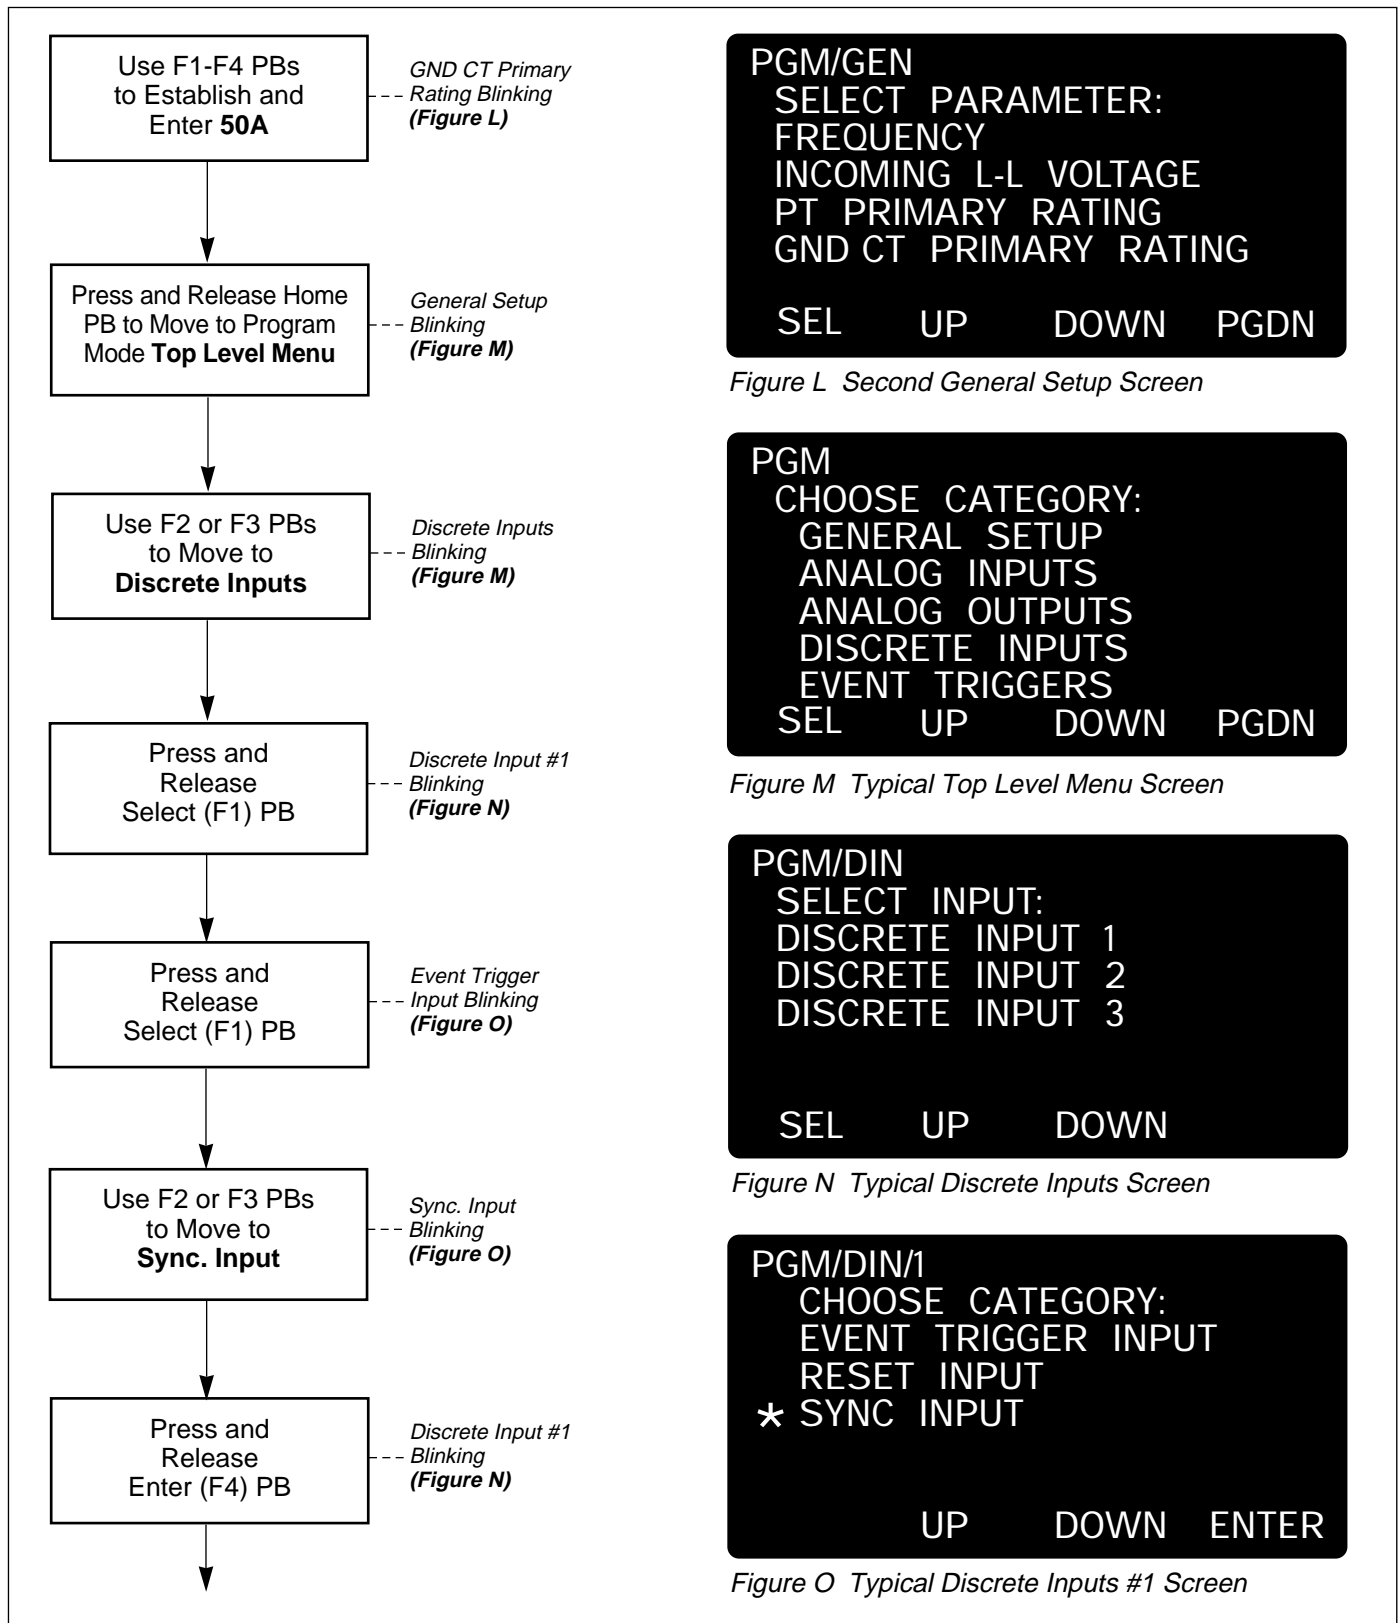 Use F1-F4 PBs
to Establish and
Enter 50A
GND CT Primary
Rating Blinking
(Figure L)
Press and Release Home
PB to Move to Program
Mode Top Level Menu
General Setup
Blinking
(Figure M)
Use F2 or F3 PBs
to Move to
Discrete Inputs
Discrete Inputs
Blinking
(Figure M)
Press and
Release
Select (F1) PB
Discrete Input #1
Blinking
(Figure N)
Press and
Release
Select (F1) PB
Event Trigger
Input Blinking
(Figure O)
Use F2 or F3 PBs
to Move to
Sync. Input
Sync. Input
Blinking
(Figure O)
Press and
Release
Enter (F4) PB
Discrete Input #1
Blinking
(Figure N)
PGM/GEN
SELECT PARAMETER:
FREQUENCY
INCOMING L-L VOLTAGE
PT PRIMARY RATING
GND CT PRIMARY RATING
SEL UP DOWN PGDN
Figure L Second General Setup Screen
PGM
CHOOSE CATEGORY:
GENERAL SETUP
ANALOG INPUTS
ANALOG OUTPUTS
DISCRETE INPUTS
EVENT TRIGGERS
SEL UP DOWN PGDN
Figure M Typical Top Level Menu Screen
PGM/DIN
SELECT INPUT:
DISCRETE INPUT 1
DISCRETE INPUT 2
DISCRETE INPUT 3
SEL UP DOWN
Figure N Typical Discrete Inputs Screen
PGM/DIN/1
CHOOSE CATEGORY:
EVENT TRIGGER INPUT
RESET INPUT
* SYNC INPUT
UP DOWN ENTER
Figure O Typical Discrete Inputs #1 Screen